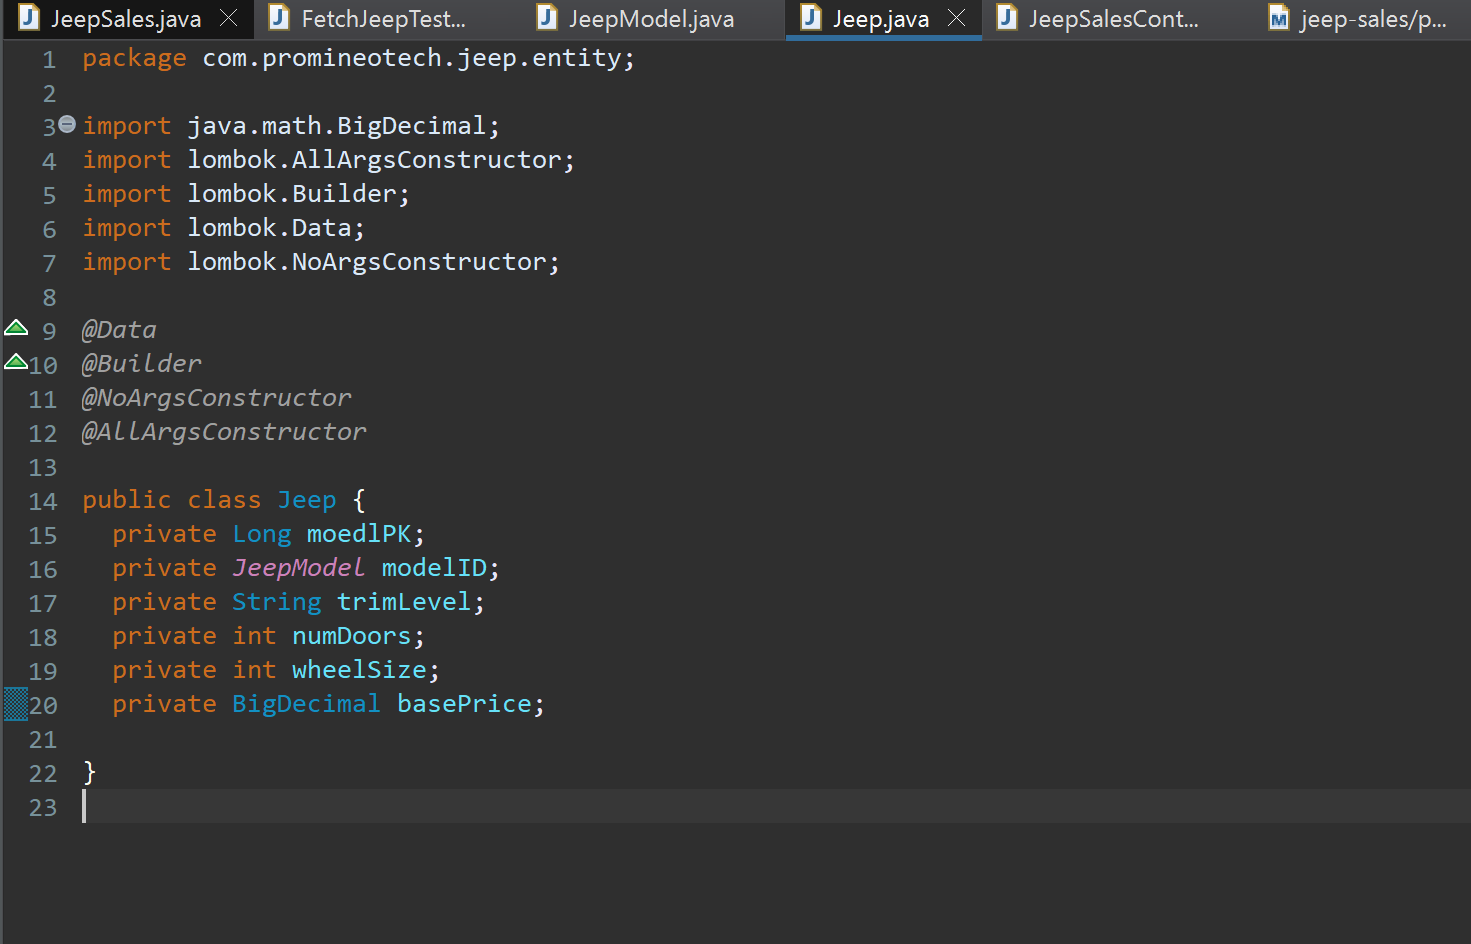 JeepSales.java FetchJeepTest... JeepModel.java Jeep.java JeepSalesCont... jeep-sales/p...
1 package com.promineotech.jeep.entity;
2
3 import java.math.BigDecimal;
4 import lombok.AllArgsConstructor;
5 import lombok.Builder;
6 import lombok.Data;
7 import lombok.NoArgsConstructor;
8
9 @Data
10 @Builder
11 @NoArgsConstructor
12 @AllArgsConstructor
13
14 public class Jeep {
15 private Long moedlPK;
16 private JeepModel modelID;
17 private String trimLevel;
18 private int numDoors;
19 private int wheelSize;
20 private BigDecimal basePrice;
21
22 }
23